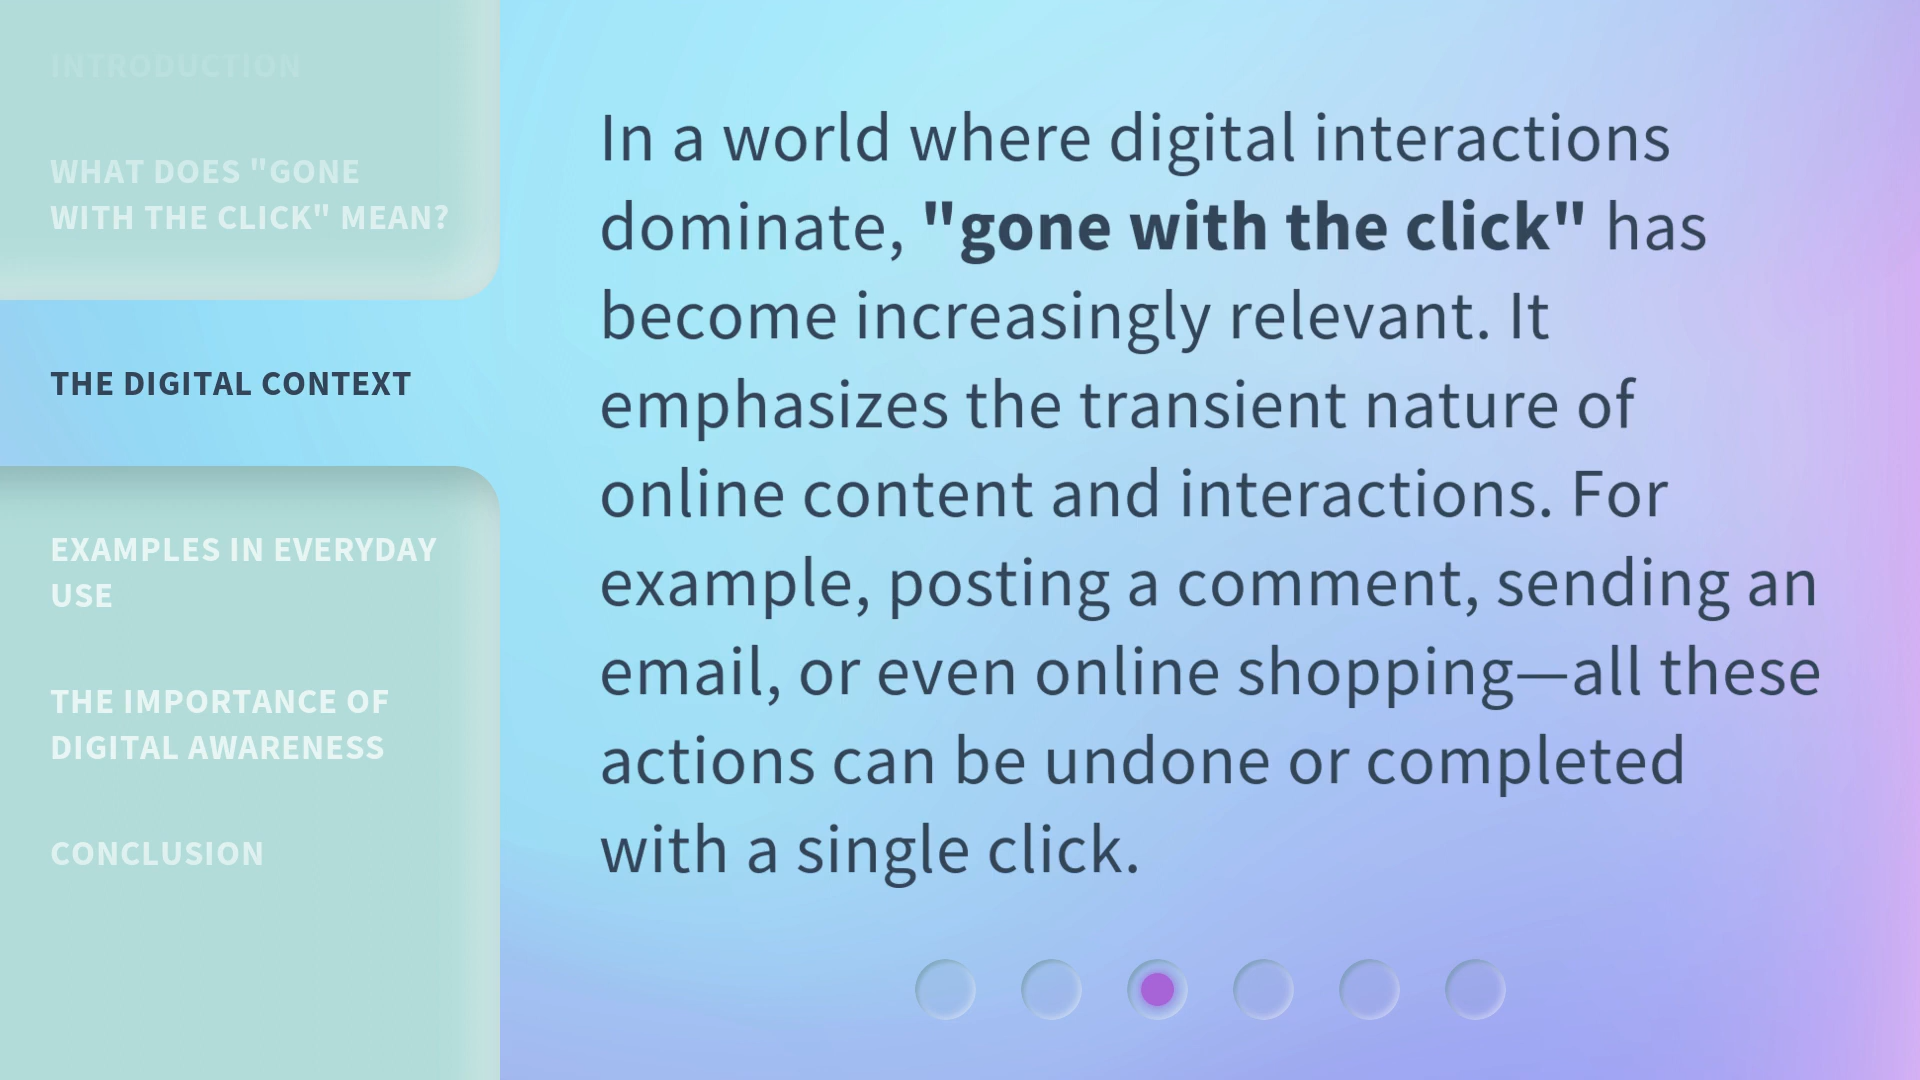 INTRODUCTION
WHAT DOES "GONE
WITH THE CLICK" MEAN?
THE DIGITAL CONTEXT
EXAMPLES IN EVERYDAY
USE
THE IMPORTANCE OF
DIGITAL AWARENESS
CONCLUSION
In a world where digital interactions
dominate, "gone with the click" has
become increasingly relevant. It
emphasizes the transient nature of
online content and interactions. For
example, posting a comment, sending an
email, or even online shopping—all these
actions can be undone or completed
with a single click.